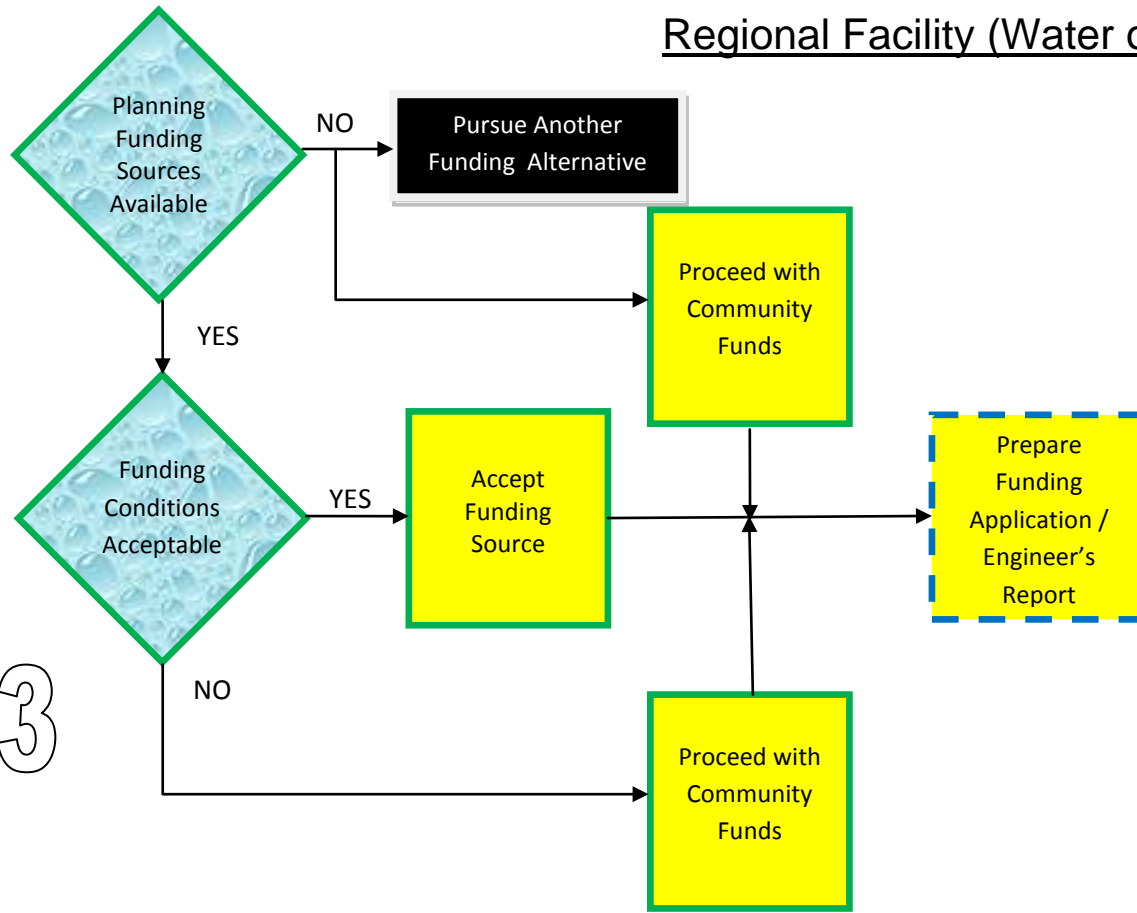 Regional Facility (Water
Planning
Funding
Sources
Available
NO
Pursue Another
Funding Alternative
Proceed with
Community
Funds
YES
Funding
Conditions
Acceptable
YES
Accept
Funding
Source
Prepare
Funding
Application /
Engineer’s
Report
NO
3
Proceed with
Community
Funds